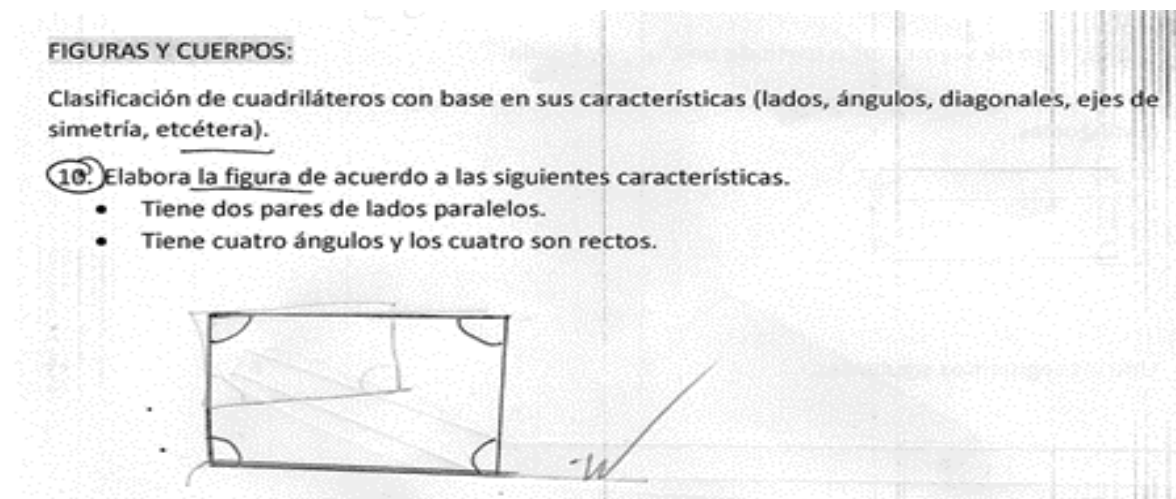 FIGURAS Y CUERPOS:
Clasificación de cuadriláteros con base en sus características (lados, ángulos, diagonales, ejes de
simetría, etcétera).
10. Elabora la figura de acuerdo a las siguientes características.
• Tiene dos pares de lados paralelos.
• Tiene cuatro ángulos y los cuatro son rectos.